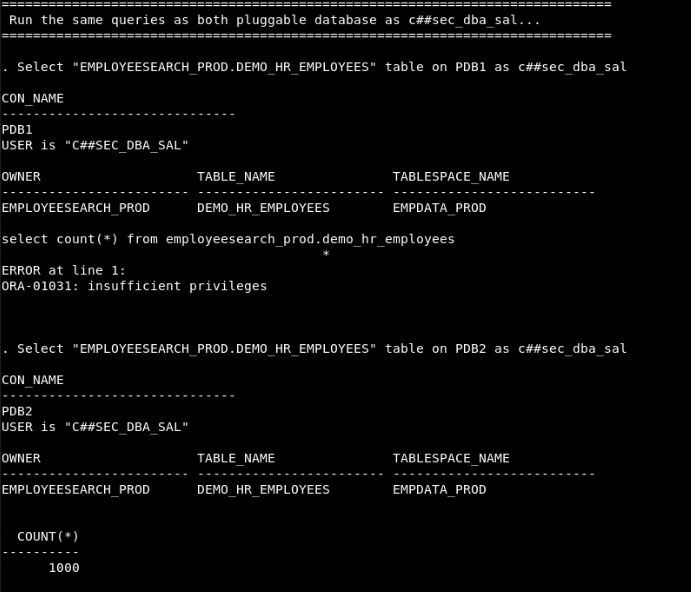 ==============================================================================
 Run the same queries as both pluggable database as c##sec_dba_sal...
==============================================================================
. Select "EMPLOYEESEARCH_PROD.DEMO_HR_EMPLOYEES" table on PDB1 as c##sec_dba_sal
CON_NAME
------------------------------
PDB1
USER is "C##SEC_DBA_SAL"
OWNER                    TABLE_NAME               TABLESPACE_NAME
------------------------ ------------------------ --------------------------
EMPLOYEESEARCH_PROD      DEMO_HR_EMPLOYEES        EMPDATA_PROD
select count(*) from employeesearch_prod.demo_hr_employees
                                         *
ERROR at line 1:
ORA-01031: insufficient privileges
. Select "EMPLOYEESEARCH_PROD.DEMO_HR_EMPLOYEES" table on PDB2 as c##sec_dba_sal
CON_NAME
------------------------------
PDB2
USER is "C##SEC_DBA_SAL"
OWNER                    TABLE_NAME               TABLESPACE_NAME
------------------------ ------------------------ --------------------------
EMPLOYEESEARCH_PROD      DEMO_HR_EMPLOYEES        EMPDATA_PROD
  COUNT(*)
----------
      1000